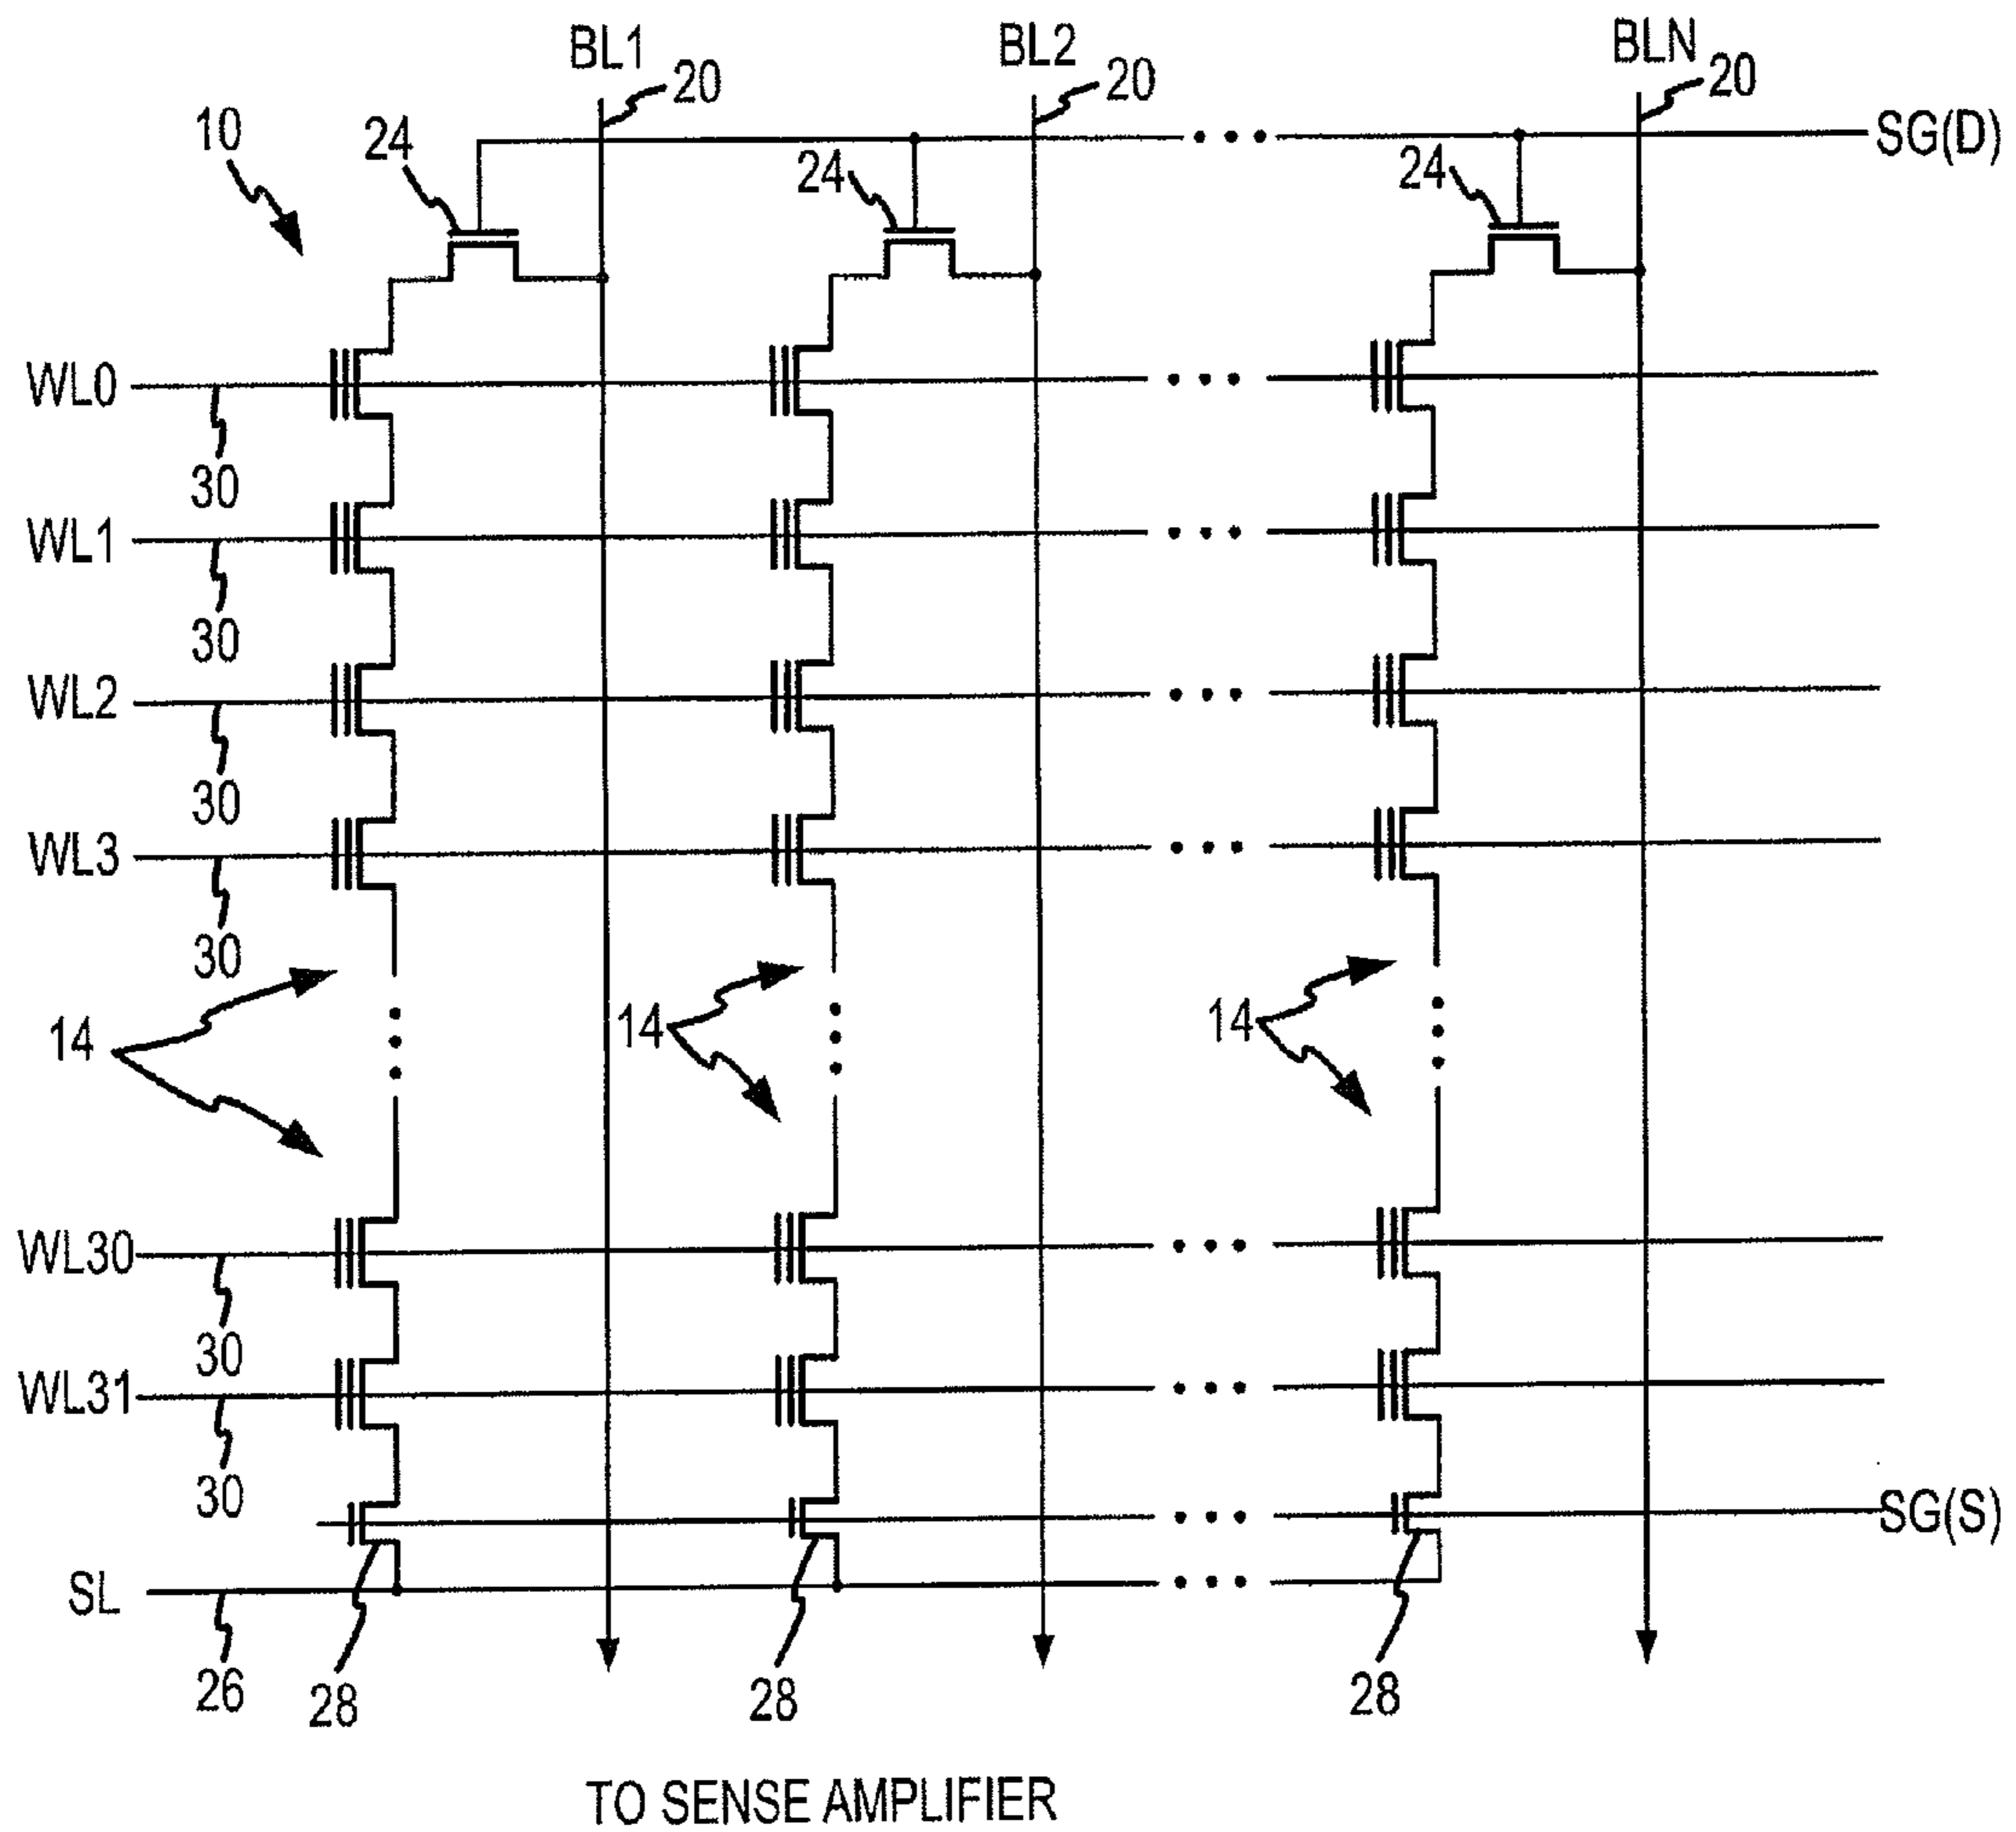 BL1 BL2 BLN
20 20 20
10 24 24 24 SG(D)
WL0
30
WL1
30
WL2
30
WL3
30
14 14 14
WL30
30
WL31
30
SG(S)
SL
26 28 28 28
TO SENSE AMPLIFIER